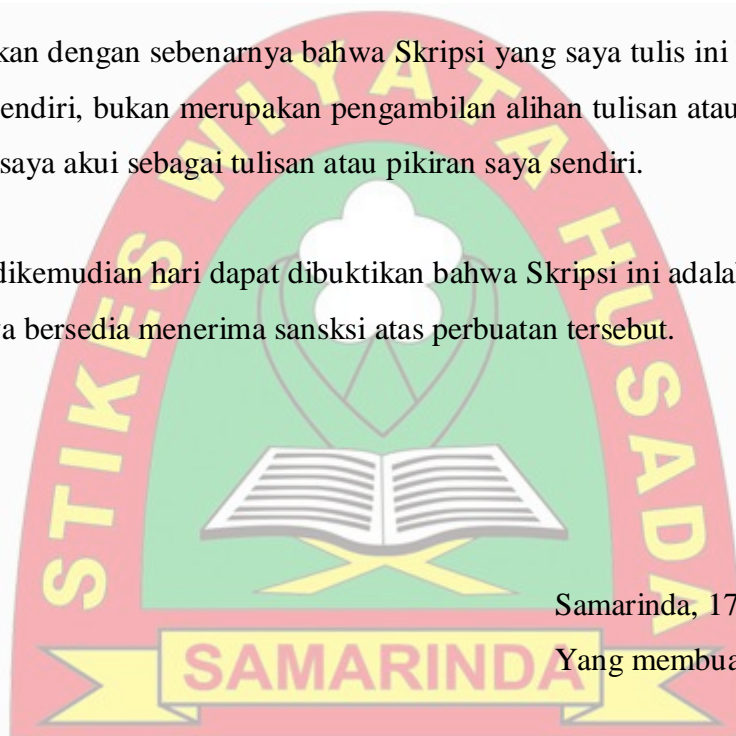 kan dengan sebenarnya bahwa Skripsi yang saya tulis ini
endiri, bukan merupakan pengambilan alihan tulisan atau
saya akui sebagai tulisan atau pikiran saya sendiri.
dikemudian hari dapat dibuktikan bahwa Skripsi ini adala
a bersedia menerima sansksi atas perbuatan tersebut.
STIKES WIYATA HUSADA
SAMARINDA
Samarinda, 17
Yang membua